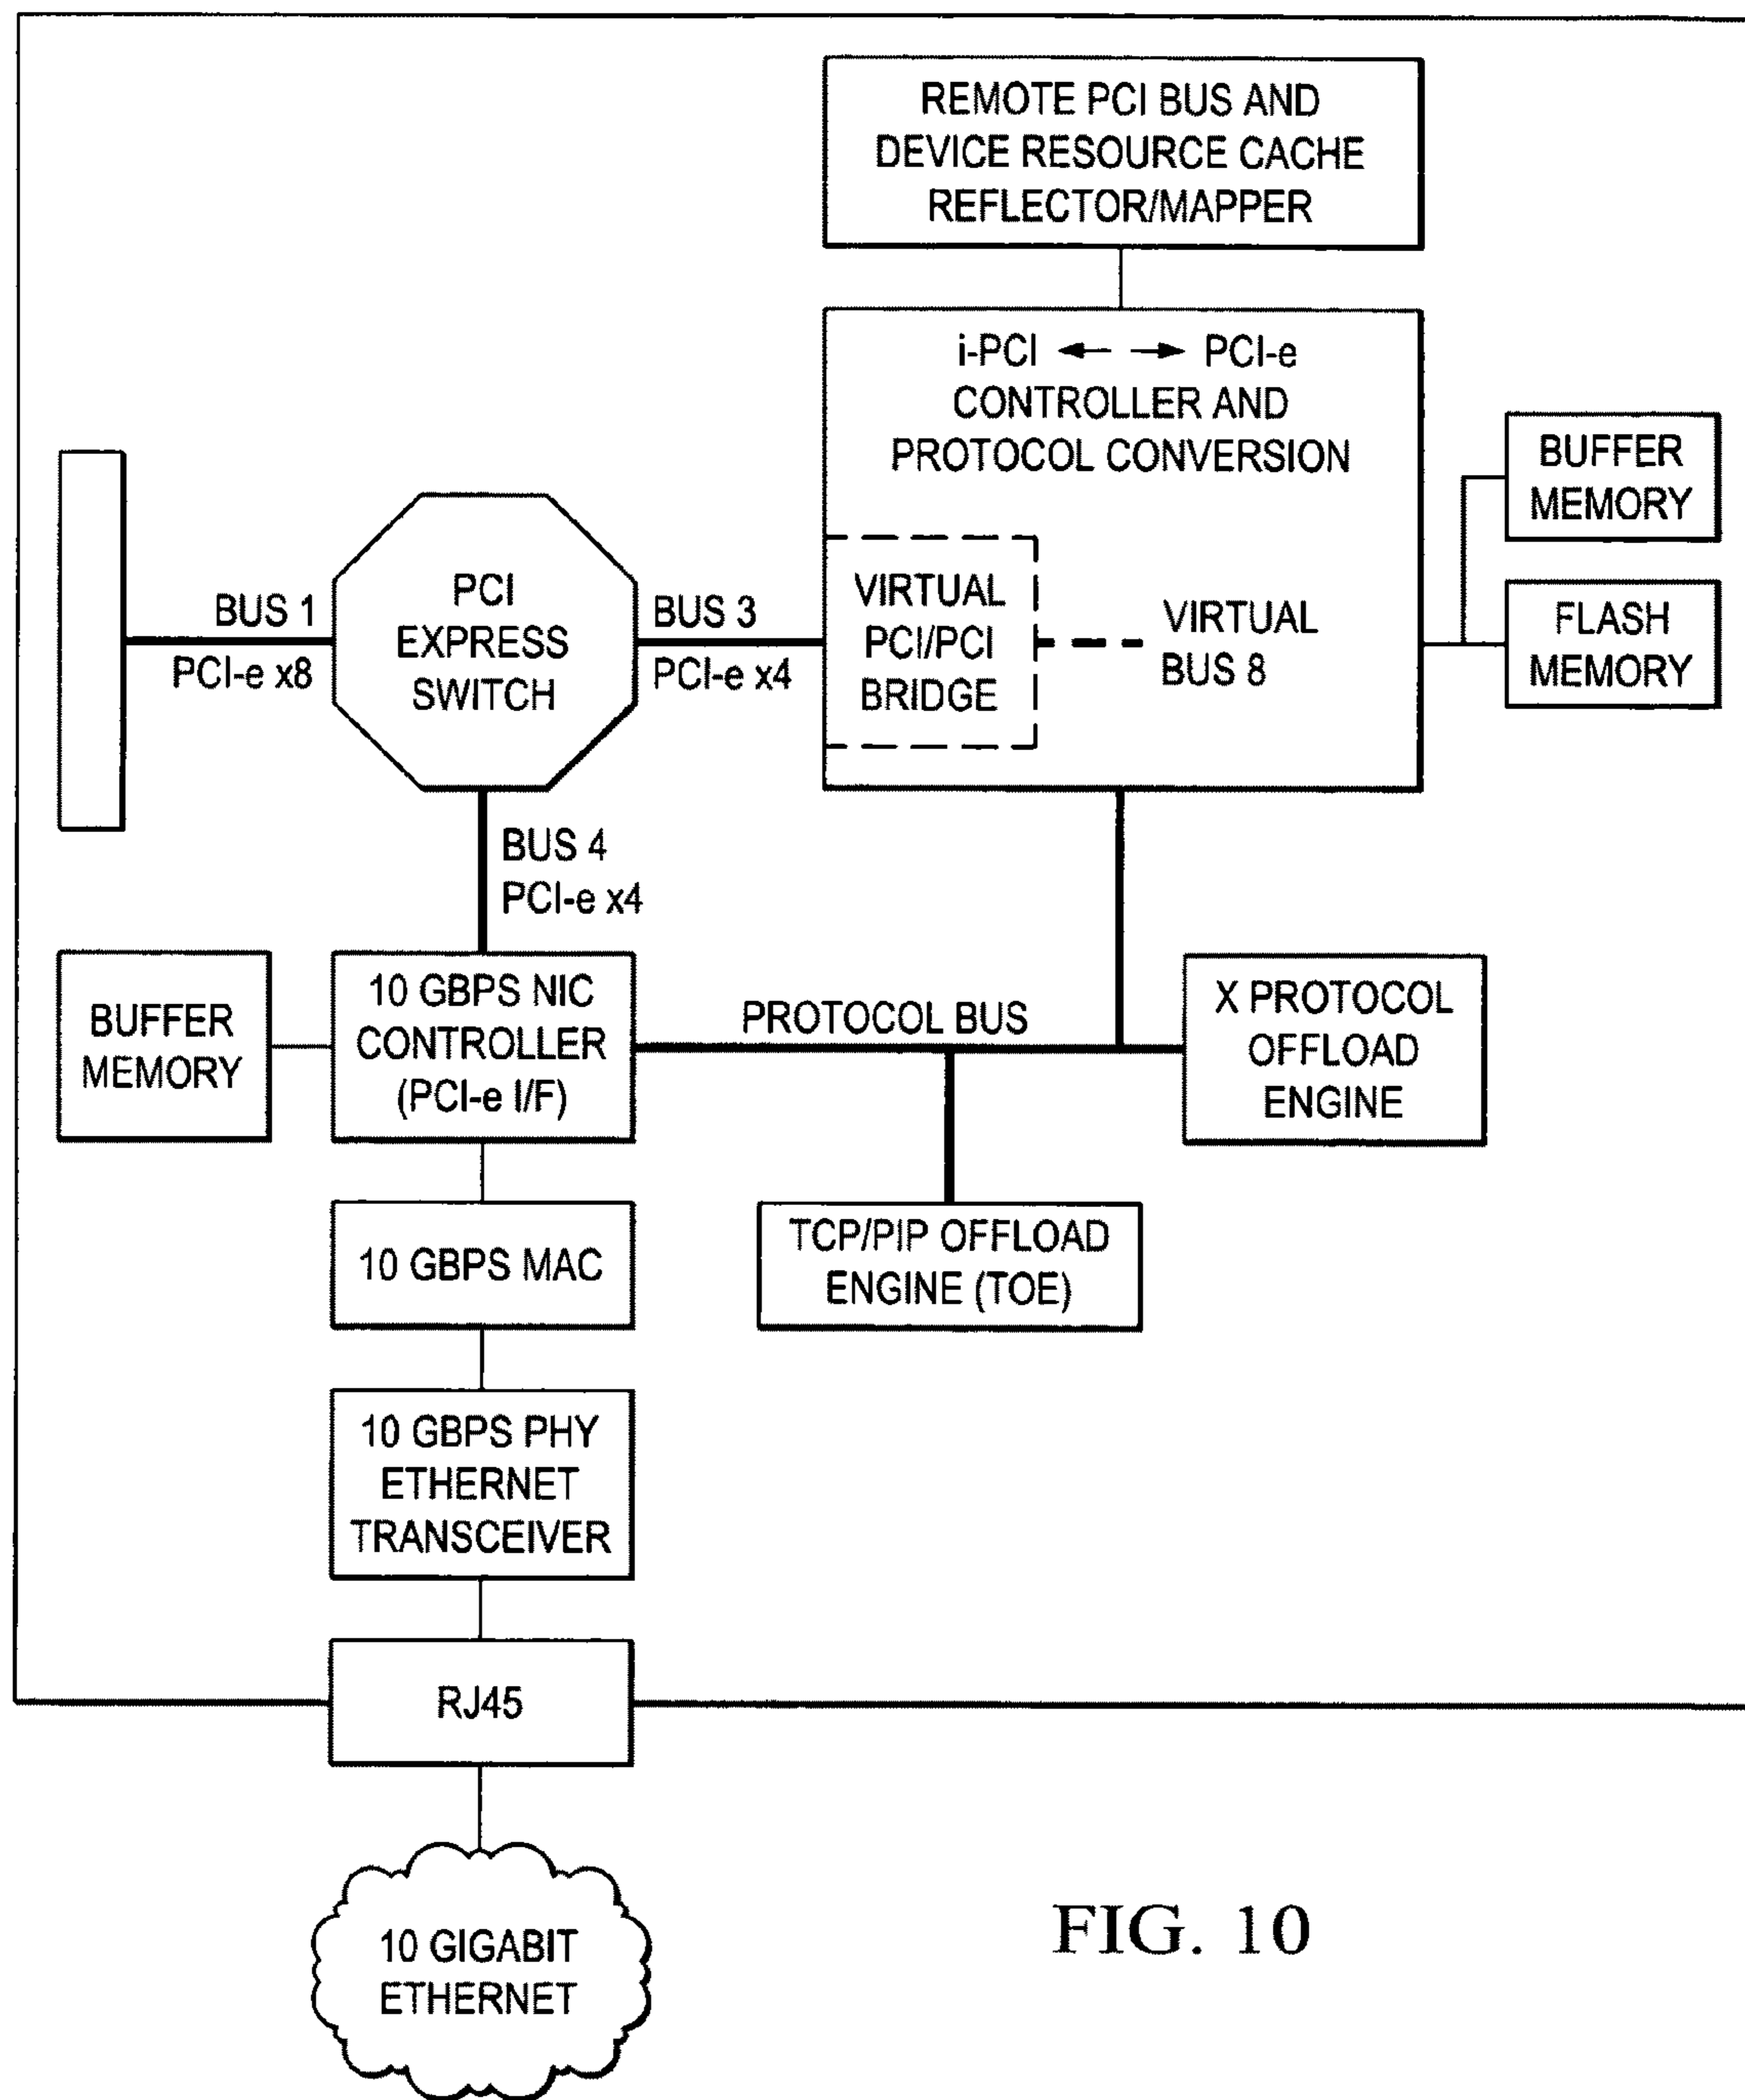 REMOTE PCI BUS AND
DEVICE RESOURCE CACHE
REFLECTOR/MAPPER
i-PCI PCI-e
CONTROLLER AND
PROTOCOL CONVERSION
BUFFER
MEMORY
FLASH
MEMORY
VIRTUAL
PCI/PCI
BRIDGE
VIRTUAL
BUS 8
BUS 1
PCI-e x8
PCI
EXPRESS
SWITCH
BUS 3
PCI-e x4
BUS 4
PCI-e x4
BUFFER
MEMORY
10 GBPS NIC
CONTROLLER
(PCI-e I/F)
PROTOCOL BUS
X PROTOCOL
OFFLOAD
ENGINE
TCP/PIP OFFLOAD
ENGINE (TOE)
10 GBPS MAC
10 GBPS PHY
ETHERNET
TRANSCEIVER
RJ45
10 GIGABIT
ETHERNET
FIG. 10